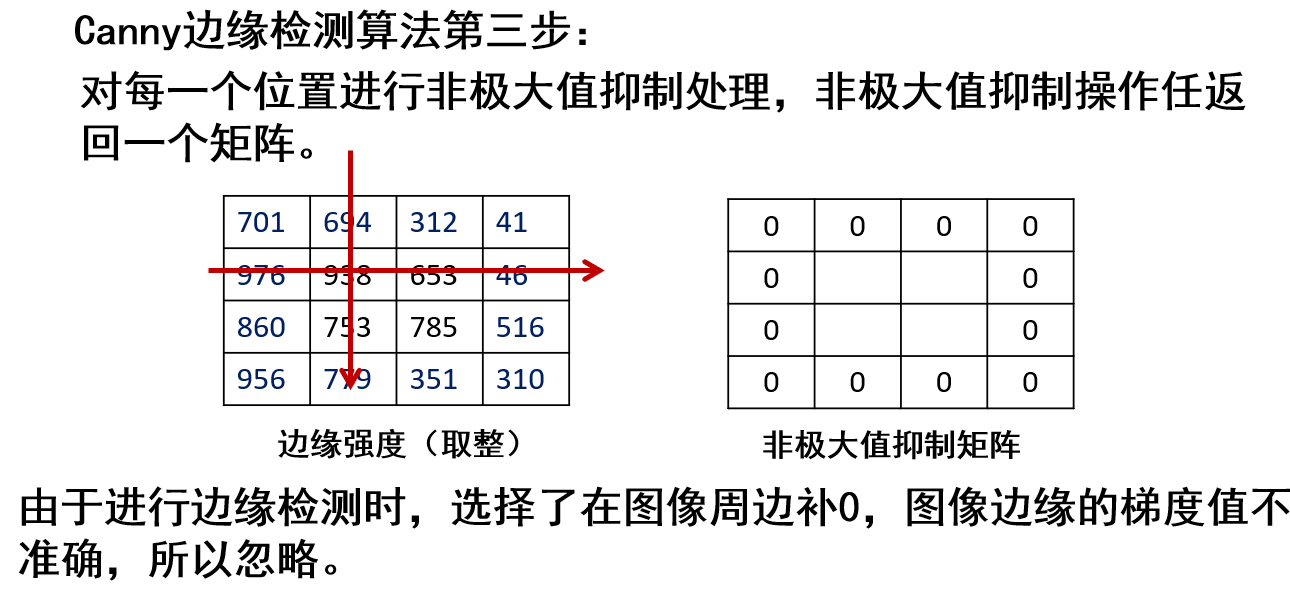 Canny边缘检测算法第三步：
对每一个位置进行非极大值抑制处理，非极大值抑制操作任返
回一个矩阵。
701 694 312 41
976 938 653 46
860 753 785 516
956 779 351 310
0 0 0 0
0 0
0 0
0 0 0 0
边缘强度（取整）
非极大值抑制矩阵
由于进行边缘检测时，选择了在图像周边补0，图像边缘的梯度值不
准确，所以忽略。